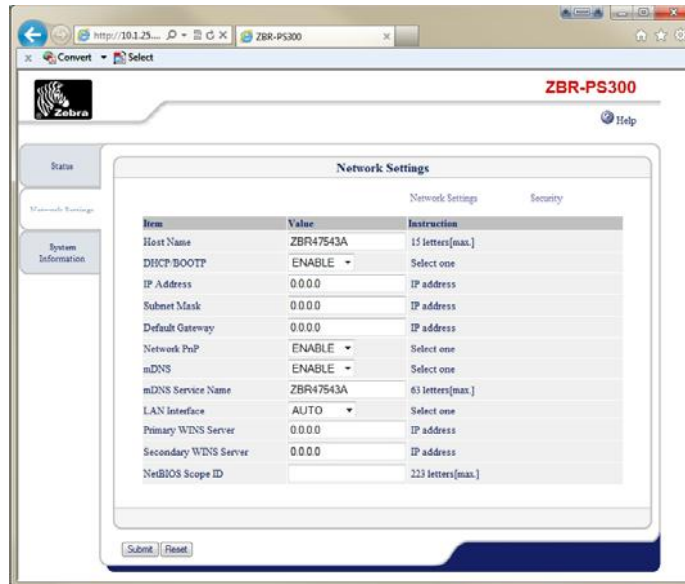 http://10.1.25....
ZBR-PS300
x Convert Select
Zebra
ZBR-PS300
Help
Status
Network Settings
System
Information
Network Settings
Network Settings Security
Item Value Instruction
Host Name ZBR47543A 15 letters[max.]
DHCP/BOOTP ENABLE Select one
IP Address 0.0.0.0 IP address
Subnet Mask 0.0.0.0 IP address
Default Gateway 0.0.0.0 IP address
Network PnP ENABLE Select one
mDNS ENABLE Select one
mDNS Service Name ZBR47543A 63 letters[max.]
LAN Interface AUTO Select one
Primary WINS Server 0.0.0.0 IP address
Secondary WINS Server 0.0.0.0 IP address
NetBIOS Scope ID 223 letters[max.]
Submit Reset